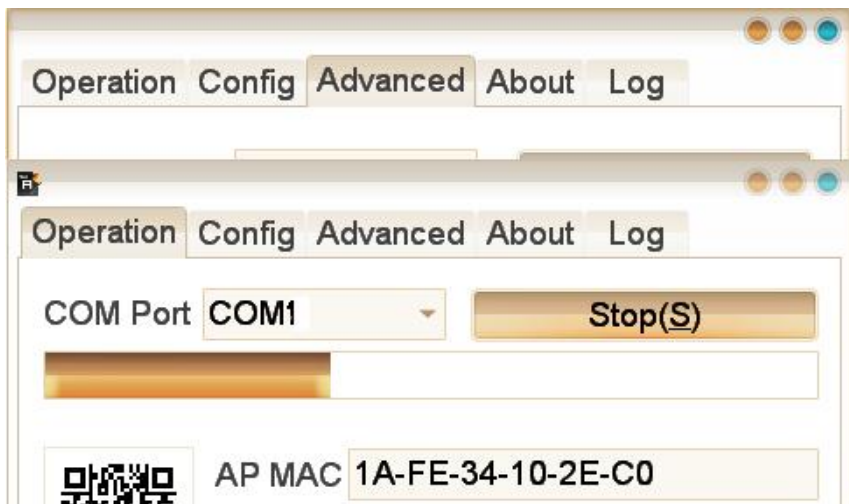 Operation Config Advanced About Log
Operation Config Advanced About Log
COM Port COM1 Stop(S)
AP MAC 1A-FE-34-10-2E-C0